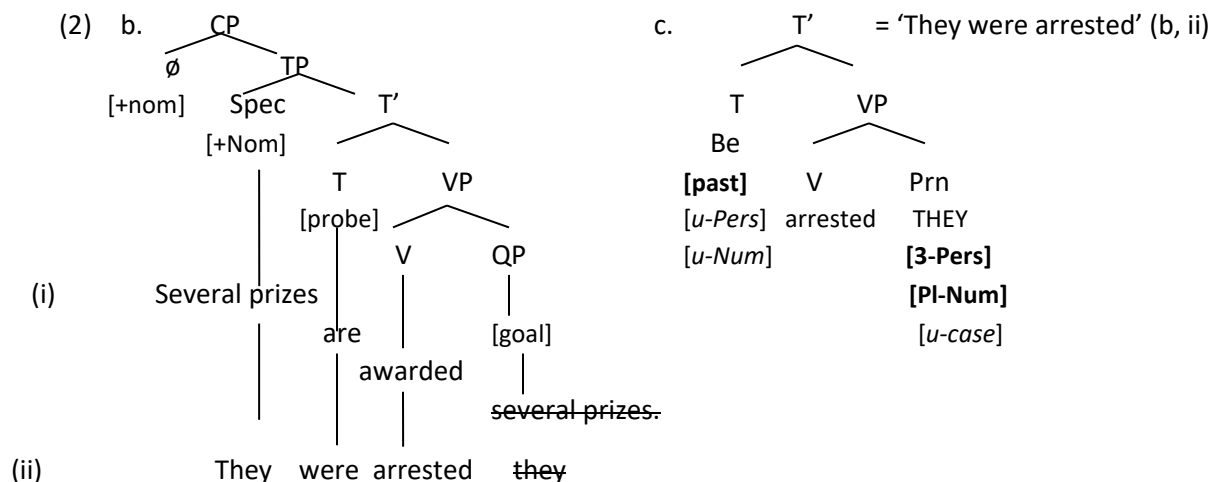 (2) b. CP c. T’ = ‘They were arrested’ (b, ii)
ø TP
[+nom] Spec T’ T VP
[+Nom] Be
T VP [past] V Prn
[probe] [u-Pers] arrested THEY
V QP [u-Num] [3-Pers]
(i) Several prizes [Pl-Num]
are [goal] [u-case]
awarded
several prizes.
(ii) They were arrested they